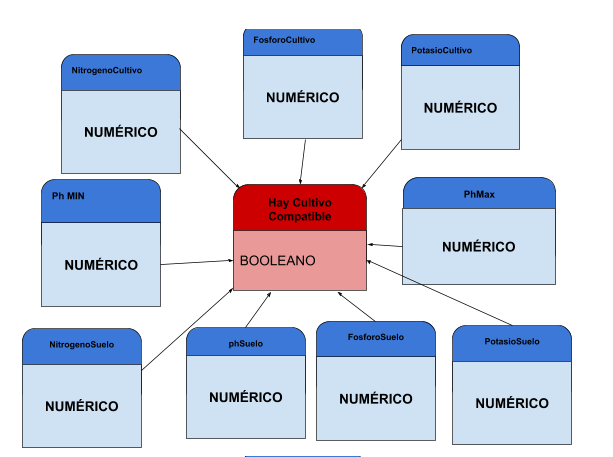 FosforoCultivo
NUMÉRICO
PotasioCultivo
NUMÉRICO
NitrogenoCultivo
NUMÉRICO
Ph MIN
NUMÉRICO
Hay Cultivo
Compatible
BOOLEANO
PhMax
NUMÉRICO
NitrogenoSuelo
NUMÉRICO
phSuelo
NUMÉRICO
FosforoSuelo
NUMÉRICO
PotasioSuelo
NUMÉRICO